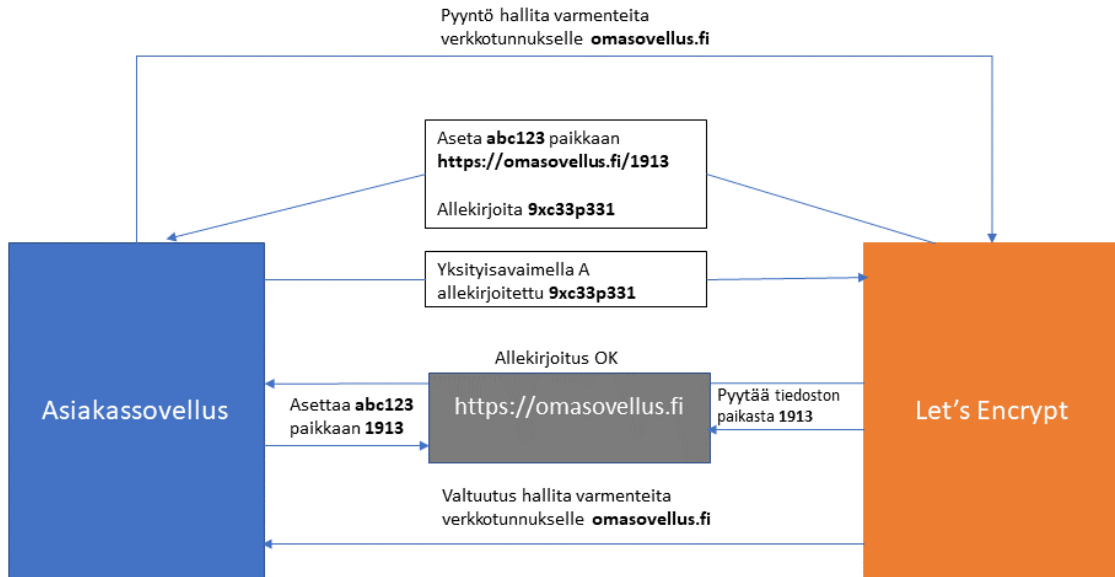 Pyyntö hallita varmenteita
verkkotunnukselle omasovellus.fi
Aseta abc123 paikkaan
https://omasovellus.fi/1913
Allekirjoita 9xc33p331
Yksityisavaimella A
allekirjoitettu 9xc33p331
Allekirjoitus OK
Asiakassovellus
Asettaa abc123
paikkaan 1913
https://omasovellus.fi
Pyytää tiedoston
paikasta 1913
Let's Encrypt
Valtuutus hallita varmenteita
verkkotunnukselle omasovellus.fi